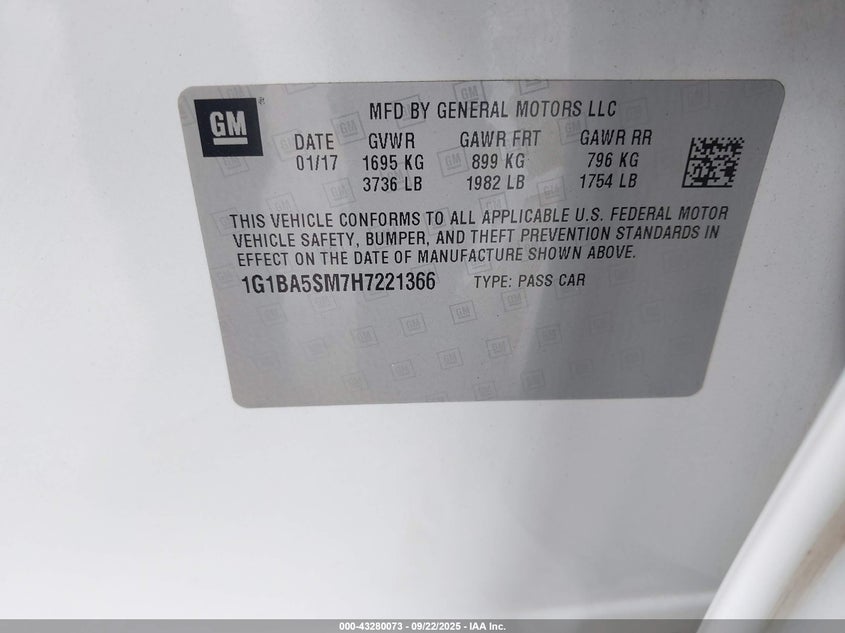 GM
MFD BY GENERAL MOTORS LLC
DATE GVWR GAWR FRT GAWR RR
01/17 1695 KG 899 KG 796 KG
3736 LB 1982 LB 1754 LB
THIS VEHICLE CONFORMS TO ALL APPLICABLE U.S. FEDERAL MOTOR
VEHICLE SAFETY, BUMPER, AND THEFT PREVENTION STANDARDS IN
EFFECT ON THE DATE OF MANUFACTURE SHOWN ABOVE.
1G1BA5SM7H7221366 TYPE: PASS CAR
000-43280073 - 09/22/2025 - IAA Inc.